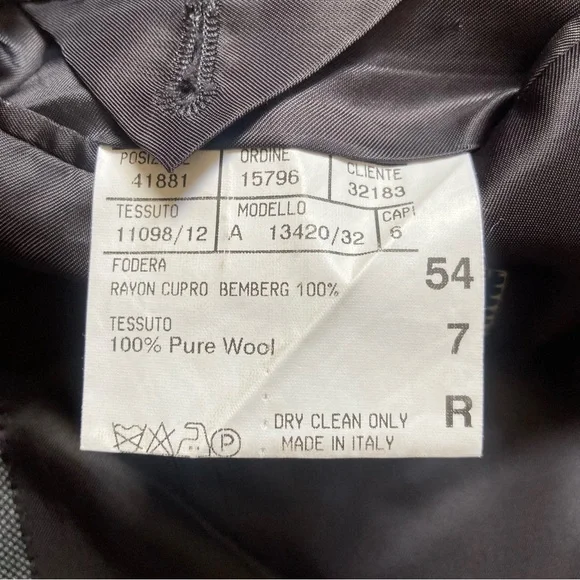 ORDINE CLIENTE
41881 15796 32183
TESSUTO MODELLO
11098/12 A 13420/32 6
FODERA
RAYON CUPRO BEMBERG 100% 54
TESSUTO
100% Pure Wool 7
R
P DRY CLEAN ONLY
MADE IN ITALY